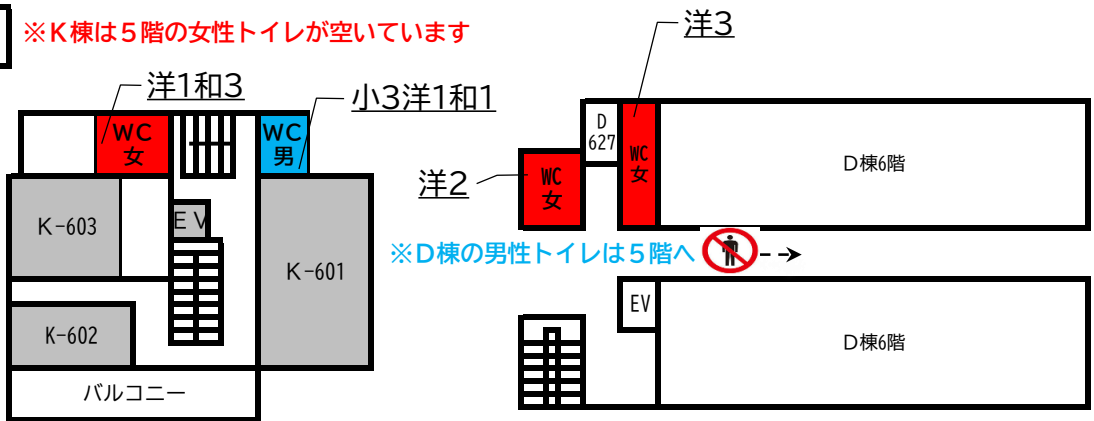 ※K棟は5階の女性トイレが空いています
洋1和3
小3洋1和1
WC
女
WC
男
K-603
EV
K-601
K-602
バルコニー
洋3
D
627
WC
女
D棟6階
洋2
WC
女
※D棟の男性トイレは5階へ
EV
D棟6階